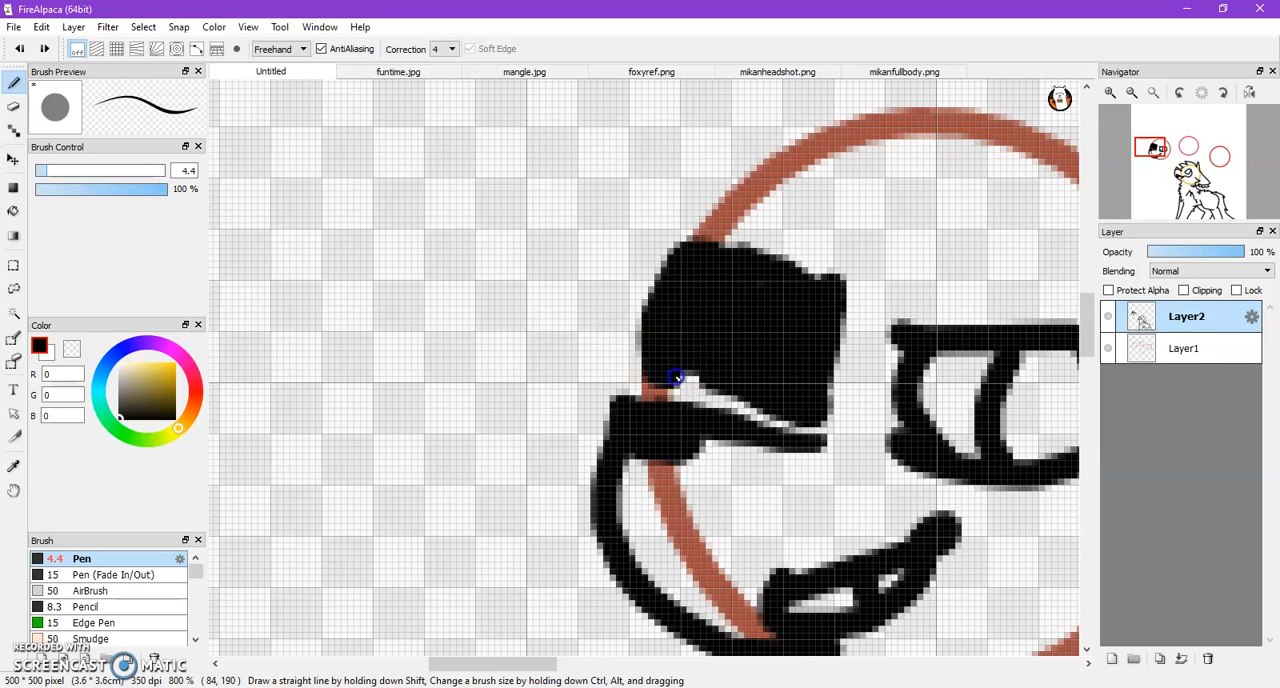 FireAlpaca (64bit)
File Edit Layer Filter Select Snap Color View Tool Window Help
off Freehand AntiAliasing Correction 4 Soft Edge
Brush Preview
Untitled funtime.jpg mangle.jpg foxyref.png mikanheadshot.png mikanfullbody.png
Navigator
Brush Control
4.4
100 %
Layer
Opacity 100 %
Blending Normal
Protect Alpha Clipping Lock
Layer2
Layer1
Color
R 0
G 0
B 0
Brush
4.4 Pen
15 Pen (Fade In/Out)
50 AirBrush
8.3 Pencil
15 Edge Pen
50 Smudge
RECORDED WITH
SCREENCAST MATIC
500 * 500 pixel (3.6 * 3.6cm) 350 dpi 800 % ( 84, 190 ) Draw a straight line by holding down Shift, Change a brush size by holding down Ctrl, Alt, and dragging